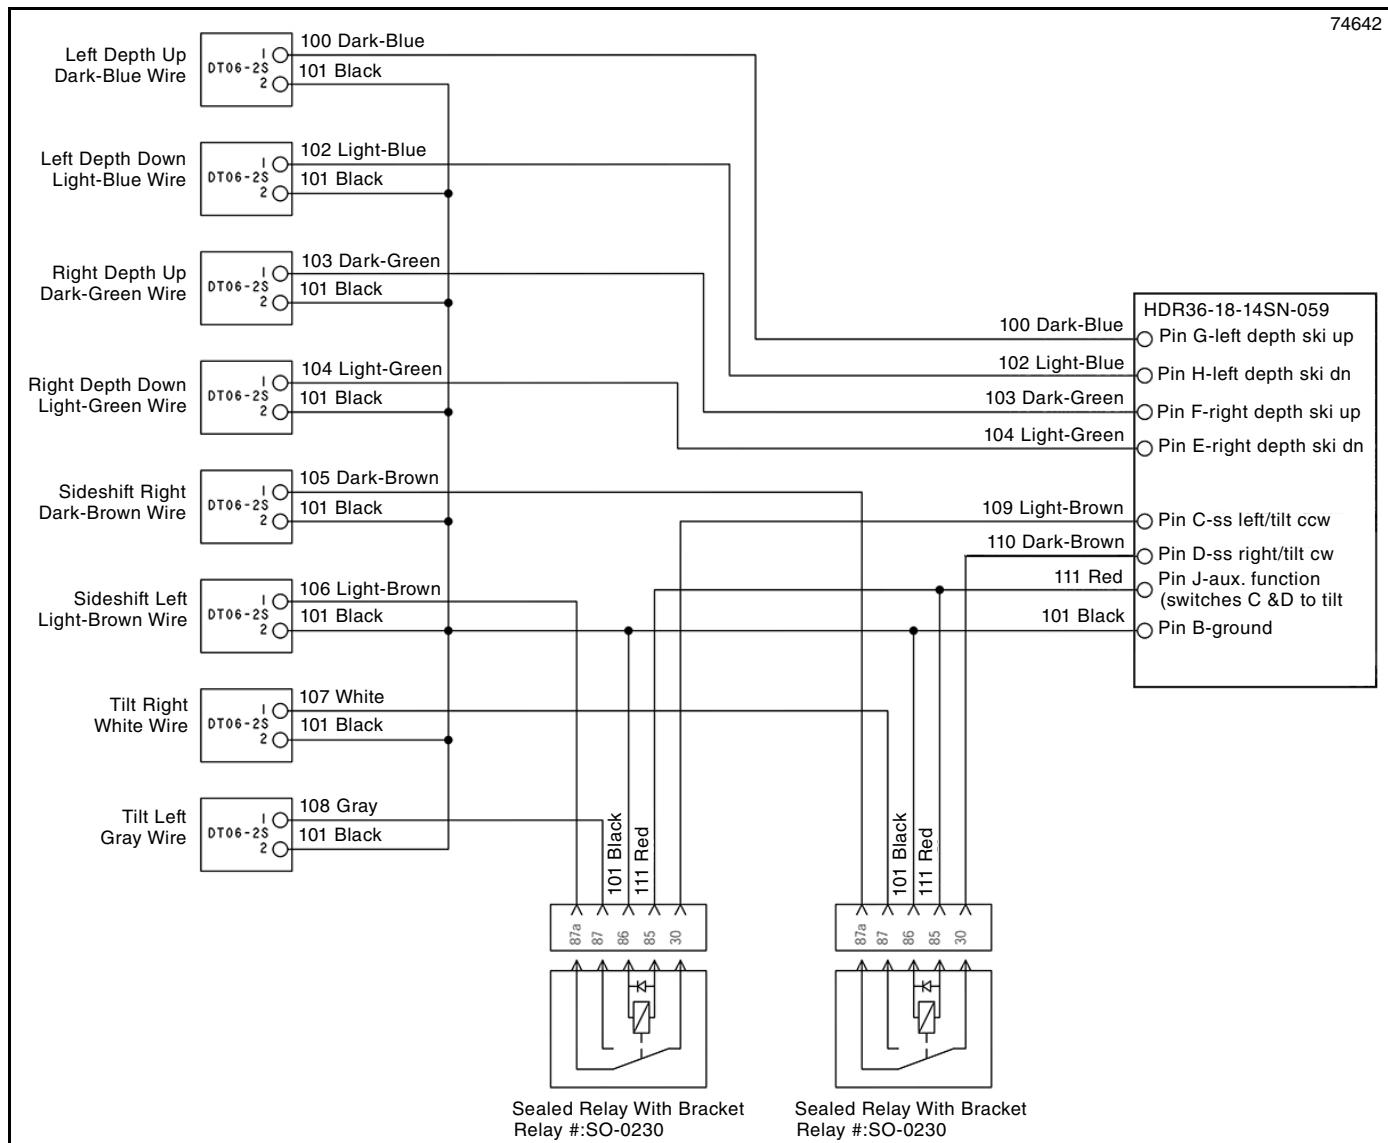 74642
Left Depth Up
Dark-Blue Wire
DT06-2S
1
2
100 Dark-Blue
101 Black
Left Depth Down
Light-Blue Wire
DT06-2S
1
2
102 Light-Blue
101 Black
Right Depth Up
Dark-Green Wire
DT06-2S
1
2
103 Dark-Green
101 Black
Right Depth Down
Light-Green Wire
DT06-2S
1
2
104 Light-Green
101 Black
Sideshift Right
Dark-Brown Wire
DT06-2S
1
2
105 Dark-Brown
101 Black
Sideshift Left
Light-Brown Wire
DT06-2S
1
2
106 Light-Brown
101 Black
Tilt Right
White Wire
DT06-2S
1
2
107 White
101 Black
Tilt Left
Gray Wire
DT06-2S
1
2
108 Gray
101 Black
HDR36-18-14SN-059
100 Dark-Blue
Pin G-left depth ski up
102 Light-Blue
Pin H-left depth ski dn
103 Dark-Green
Pin F-right depth ski up
104 Light-Green
Pin E-right depth ski dn
109 Light-Brown
Pin C-ss left/tilt ccw
110 Dark-Brown
Pin D-ss right/tilt cw
111 Red
Pin J-aux. function
(switches C &D to tilt
101 Black
Pin B-ground
101 Black
111 Red
87a
87
86
85
30
Sealed Relay With Bracket
Relay #:SO-0230
101 Black
111 Red
87a
87
86
85
30
Sealed Relay With Bracket
Relay #:SO-0230